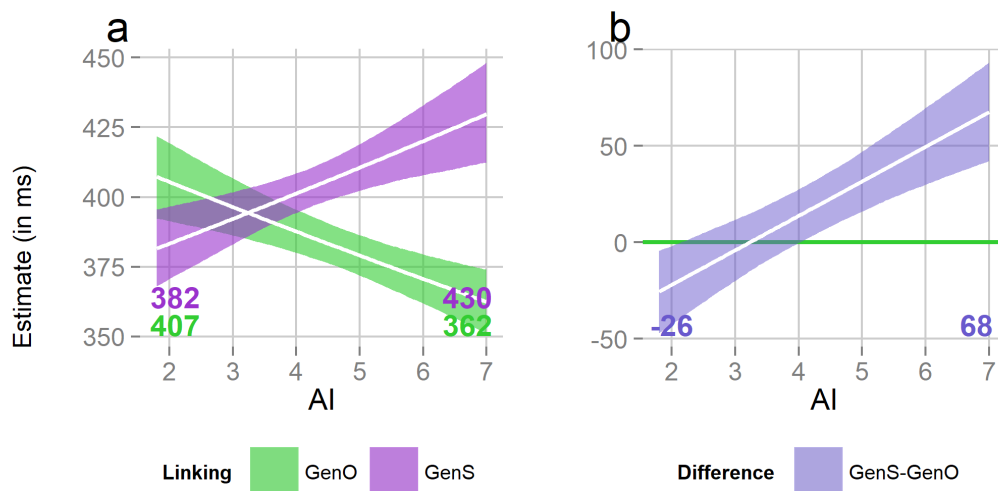 a
b
450
425
400
375
350
Estimate (in ms)
382
407
430
362
2 3 4 5 6 7
AI
100
50
0
-50
-26
68
2 3 4 5 6 7
AI
Linking GenO GenS
Difference GenS-GenO